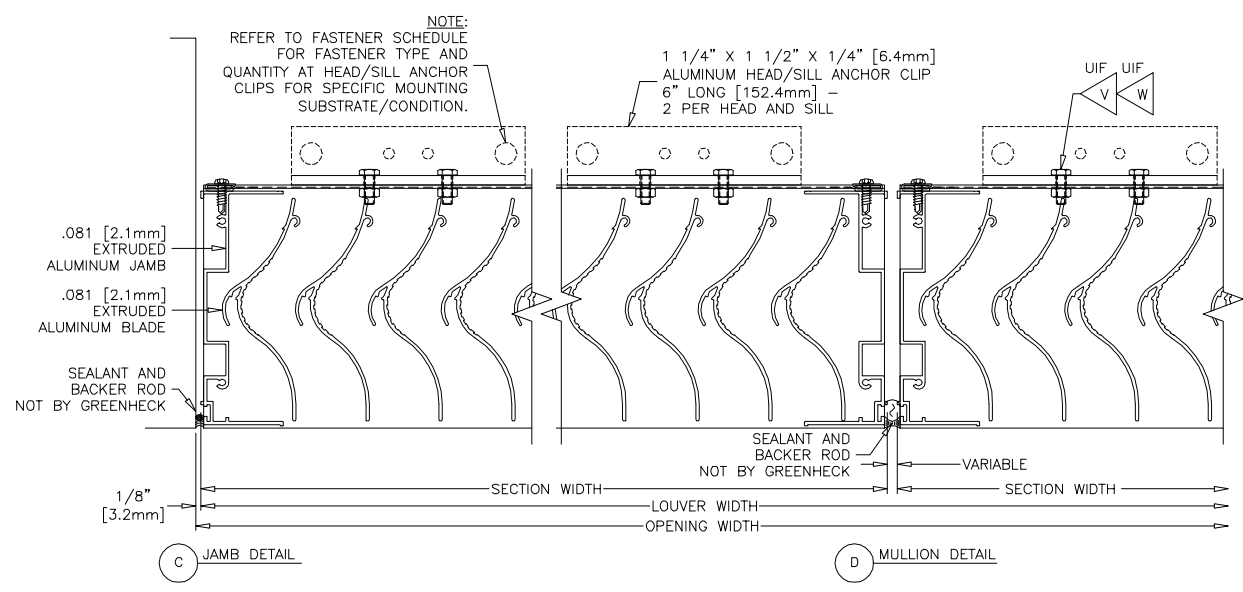 NOTE:
REFER TO FASTENER SCHEDULE
FOR FASTENER TYPE AND
QUANTITY AT HEAD/SILL ANCHOR
CLIPS FOR SPECIFIC MOUNTING
SUBSTRATE/CONDITION.
1 1/4" X 1 1/2" X 1/4" [6.4mm]
ALUMINUM HEAD/SILL ANCHOR CLIP
6" LONG [152.4mm] –
2 PER HEAD AND SILL
UIF UIF
V W
.081 [2.1mm]
EXTRUDED
ALUMINUM JAMB
.081 [2.1mm]
EXTRUDED
ALUMINUM BLADE
SEALANT AND
BACKER ROD
NOT BY GREENHECK
SEALANT AND
BACKER ROD
NOT BY GREENHECK
VARIABLE
1/8"
[3.2mm]
SECTION WIDTH
SECTION WIDTH
LOUVER WIDTH
OPENING WIDTH
C JAMB DETAIL
D MULLION DETAIL